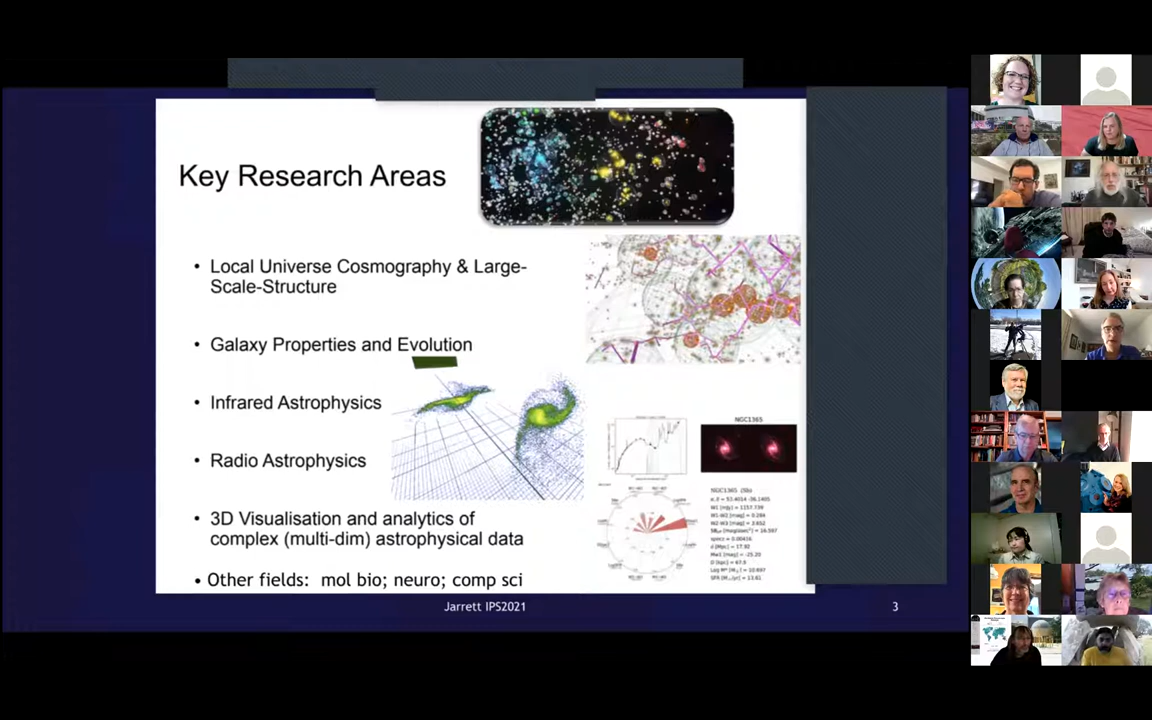 Key Research Areas
• Local Universe Cosmography & Large-
Scale-Structure
• Galaxy Properties and Evolution
• Infrared Astrophysics
• Radio Astrophysics
• 3D Visualisation and analytics of
complex (multi-dim) astrophysical data
• Other fields: mol bio; neuro; comp sci
NGC1365
Jarrett IPS2021
3